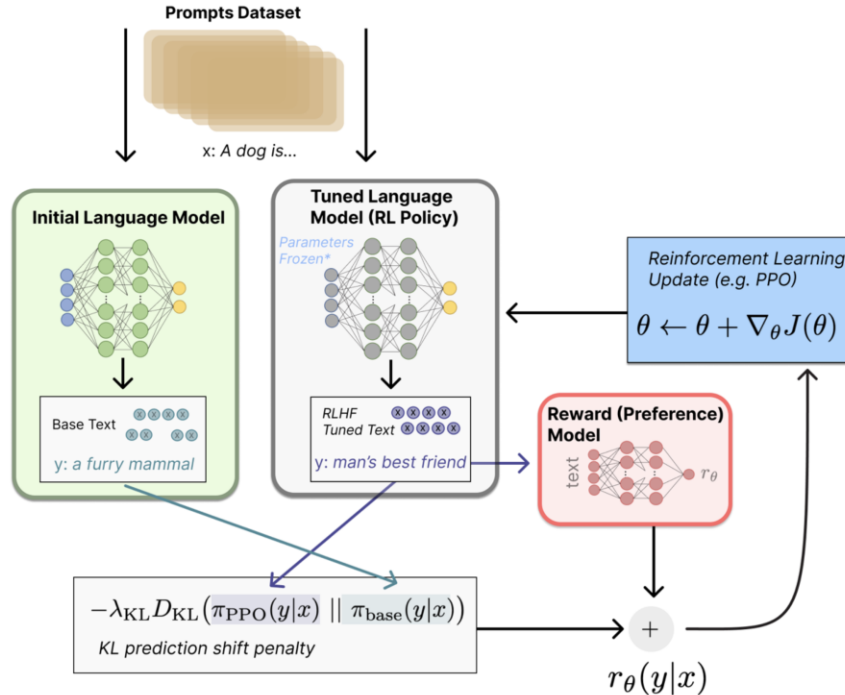 Prompts Dataset
x: A dog is...
Initial Language Model
Tuned Language
Model (RL Policy)
Parameters
Frozen*
Reinforcement Learning
Update (e.g. PPO)
θ ← θ + ∇θJ(θ)
Base Text
x x x x
x x x x
y: a furry mammal
RLHF
Tuned Text
x x x x
x x x x
y: man's best friend
Reward (Preference)
Model
text
rθ
−λKL DKL(πPPO(y|x) || πbase(y|x))
KL prediction shift penalty
+
rθ(y|x)